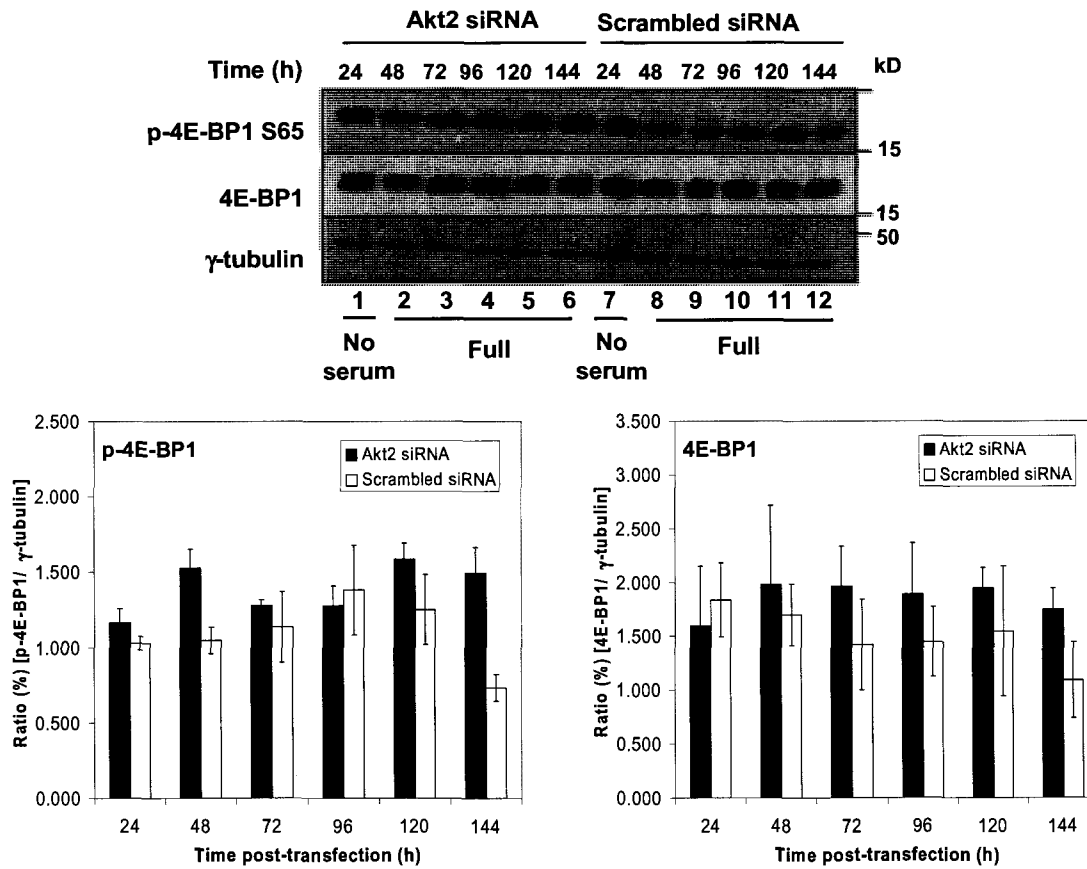 Akt2 siRNA Scrambled siRNA
Time (h) 24 48 72 96 120 144 24 48 72 96 120 144 kD
p-4E-BP1 S65
15
4E-BP1
15
50
γ-tubulin
1 2 3 4 5 6 7 8 9 10 11 12
No serum Full No serum Full
p-4E-BP1
Akt2 siRNA
Scrambled siRNA
Ratio (%) [p-4E-BP1/ γ-tubulin]
2.500
2.000
1.500
1.000
0.500
0.000
24 48 72 96 120 144
Time post-transfection (h)
4E-BP1
Akt2 siRNA
Scrambled siRNA
Ratio (%) [4E-BP1/ γ-tubulin]
3.500
3.000
2.500
2.000
1.500
1.000
0.500
0.000
24 48 72 96 120 144
Time post-transfection (h)